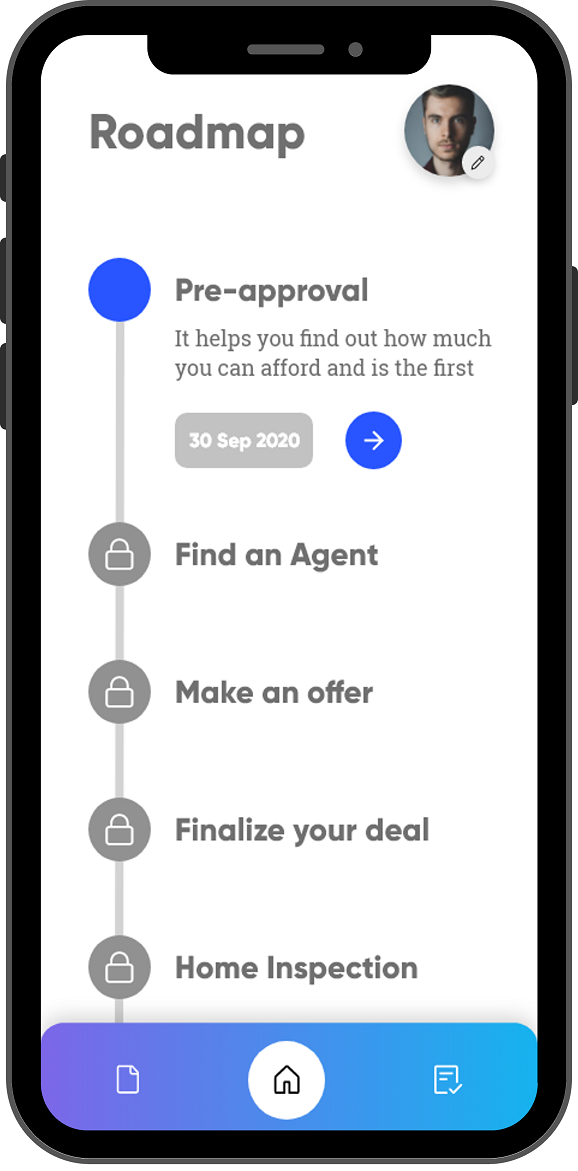 Roadmap
Pre-approval
It helps you find out how much
you can afford and is the first
30 Sep 2020
Find an Agent
Make an offer
Finalize your deal
Home Inspection